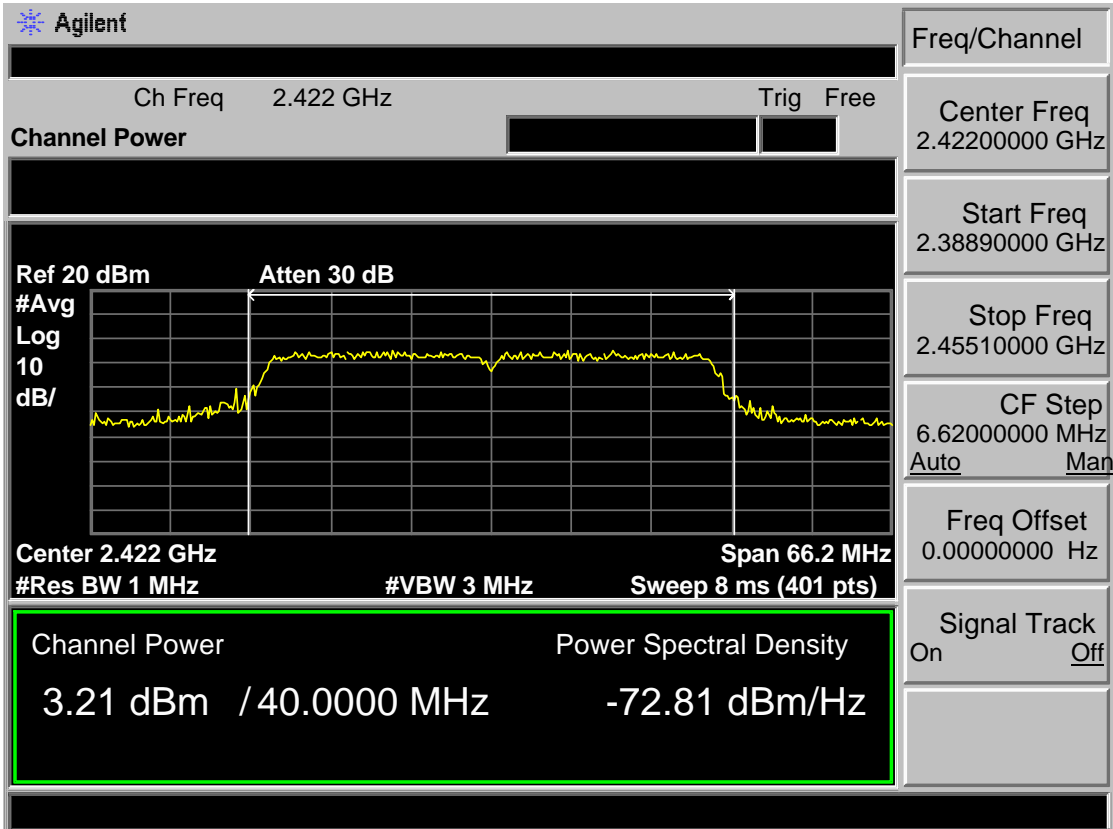 Agilent
Ch Freq 2.422 GHz Trig Free
Channel Power
Ref 20 dBm Atten 30 dB
#Avg
Log
10
dB/
Center 2.422 GHz Span 66.2 MHz
#Res BW 1 MHz #VBW 3 MHz Sweep 8 ms (401 pts)
Channel Power Power Spectral Density
3.21 dBm / 40.0000 MHz -72.81 dBm/Hz
Freq/Channel
Center Freq
2.42200000 GHz
Start Freq
2.38890000 GHz
Stop Freq
2.45510000 GHz
CF Step
6.62000000 MHz
Auto Man
Freq Offset
0.00000000 Hz
Signal Track
On Off